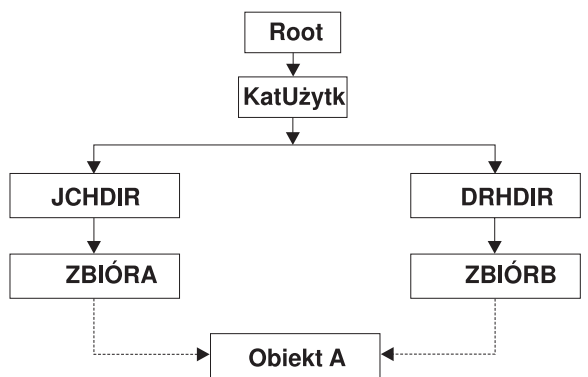 Root
KatUżytk
JCHDIR
DRHDIR
ZBIÓRA
ZBIÓRB
Obiekt A